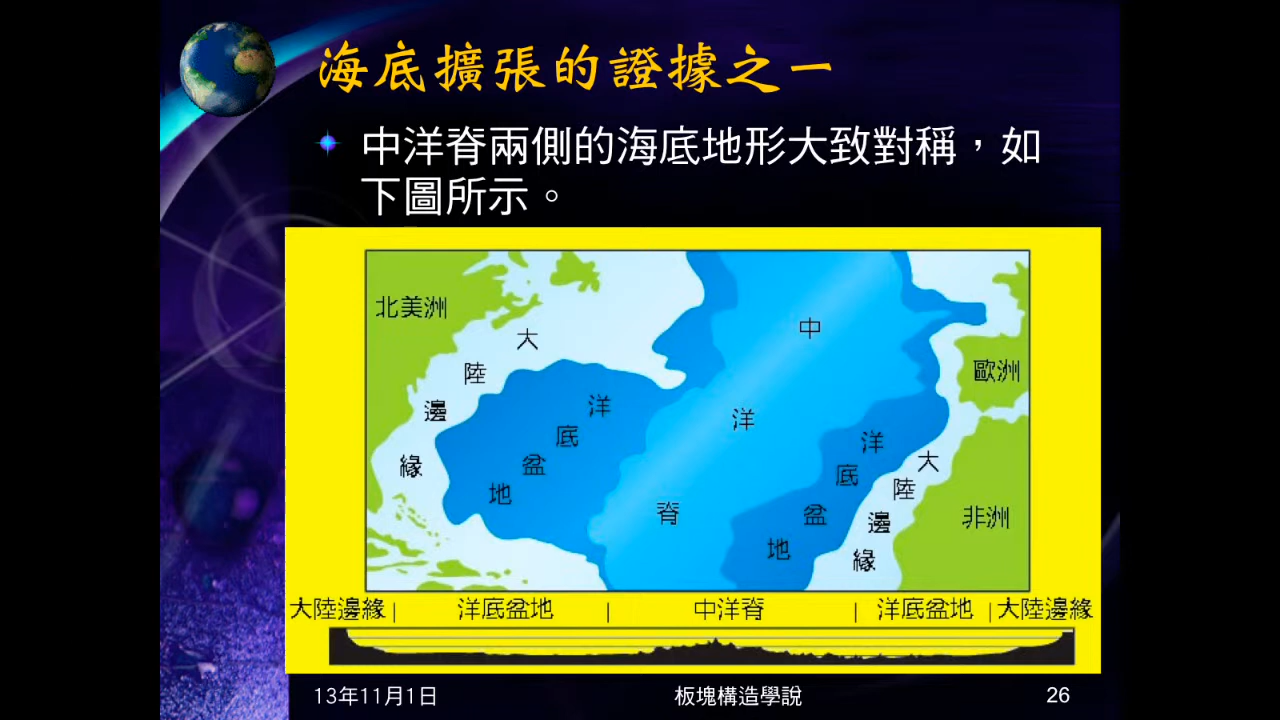 海底擴張的證據之一
中洋脊兩側的海底地形大致對稱，如
下圖所示。
北美洲
大陸邊緣
洋底盆地
中洋脊
洋底盆地
大陸邊緣
歐洲
非洲
大陸邊緣 | 洋底盆地 | 中洋脊 | 洋底盆地 | 大陸邊緣
13年11月1日 板塊構造學說 26